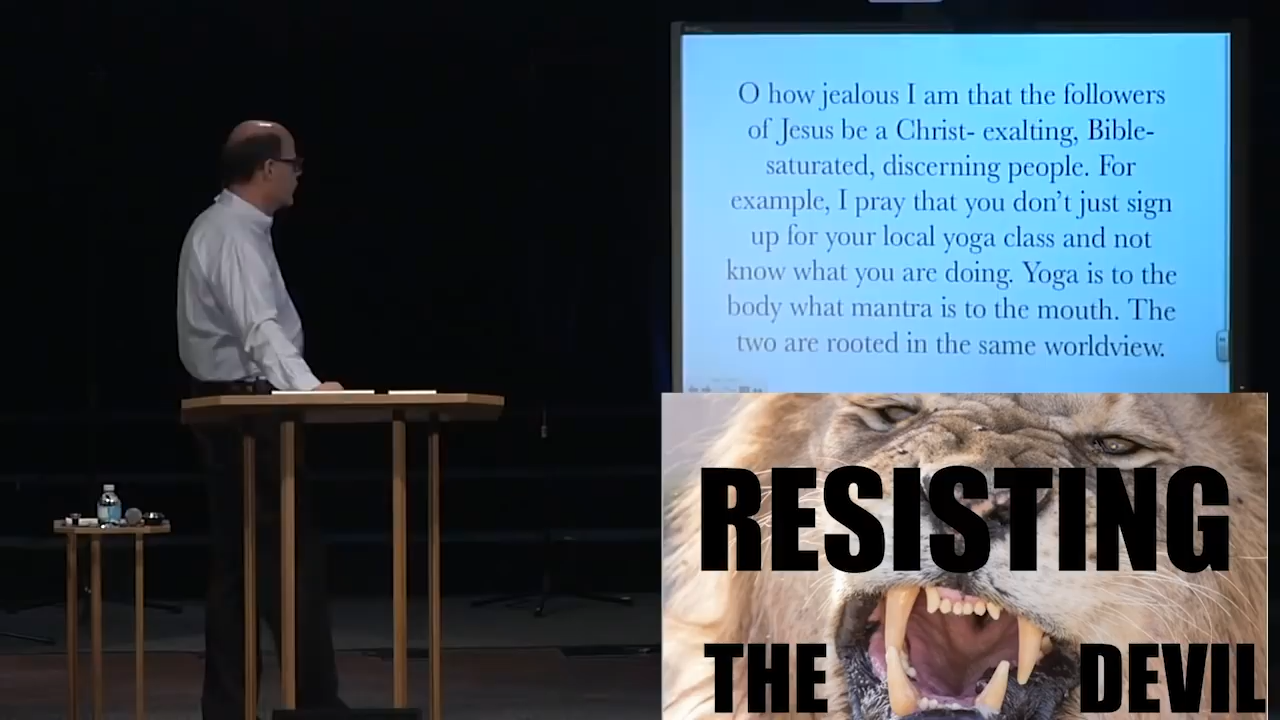 O how jealous I am that the followers
of Jesus be a Christ- exalting, Bible-
saturated, discerning people. For
example, I pray that you don't just sign
up for your local yoga class and not
know what you are doing. Yoga is to the
body what mantra is to the mouth. The
two are rooted in the same worldview.
RESISTING
THE DEVIL